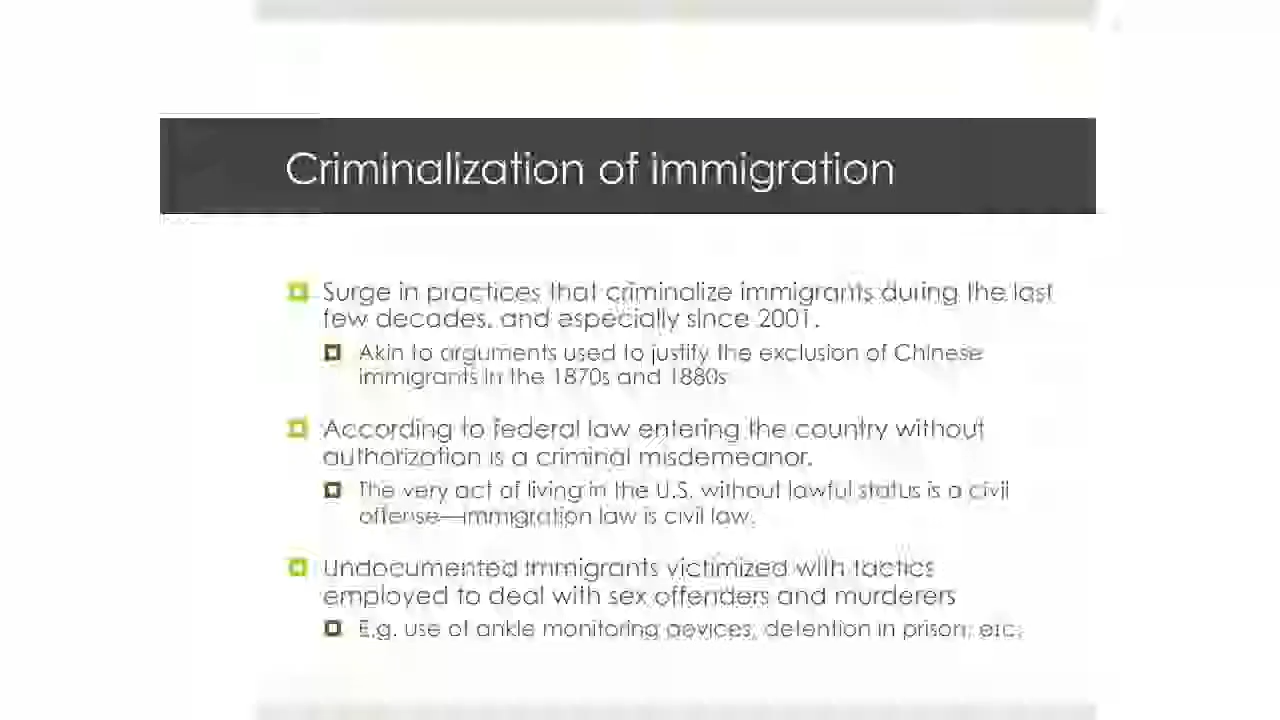 Criminalization of immigration
Surge in practices that criminalize immigrants during the last
few decades, and especially since 2001.
Akin to arguments used to justify the exclusion of Chinese
immigrants in the 1870s and 1880s
According to federal law entering the country without
authorization is a criminal misdemeanor.
The very act of living in the U.S. without lawful status is a civil
offense—immigration law is civil law.
Undocumented immigrants victimized with tactics
employed to deal with sex offenders and murderers
E.g. use of ankle monitoring devices, detention in prison, etc.